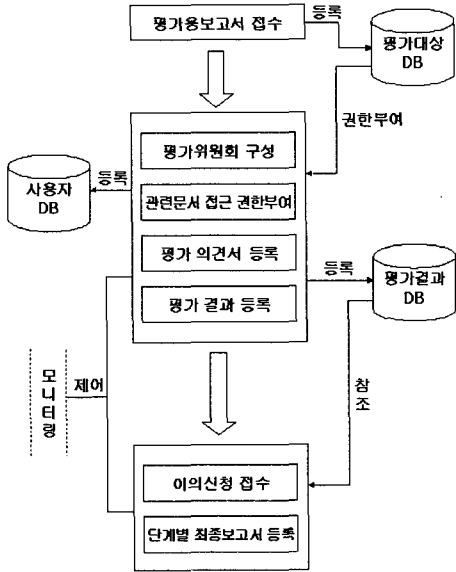 평가용보고서 접수
등록
평가대상
DB
권한부여
평가위원회 구성
등록
사용자
DB
관련문서 접근 권한부여
평가 의견서 등록
등록
평가결과
DB
평가 결과 등록
모
니
터
링
제어
참
조
이의신청 접수
단계별 최종보고서 등록